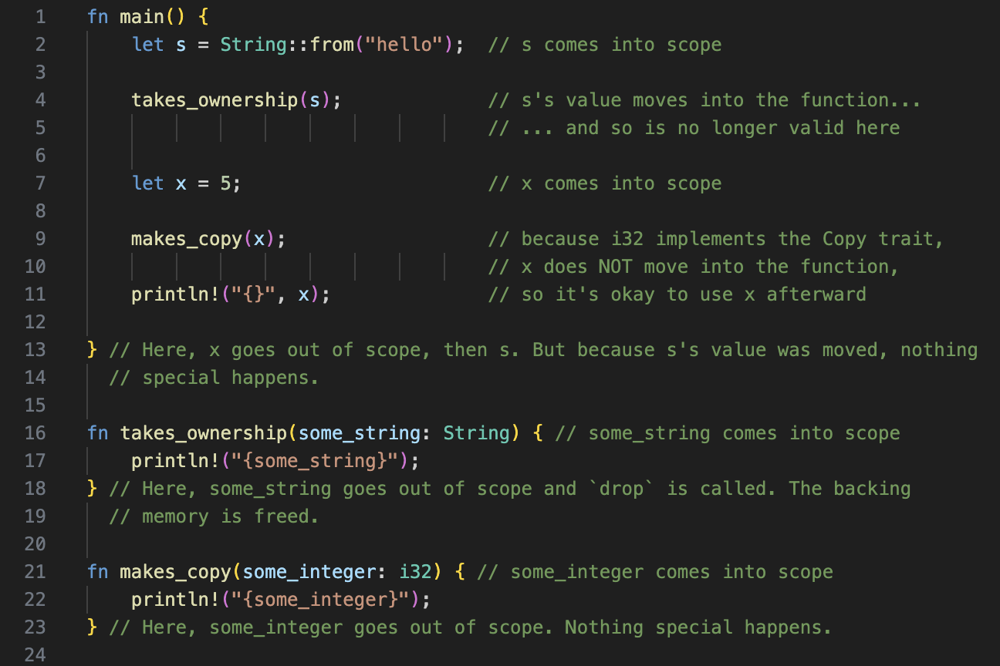 1 fn main() {
2     let s = String::from("hello");  // s comes into scope
3
4     takes_ownership(s);             // s's value moves into the function...
5                                     // ... and so is no longer valid here
6
7     let x = 5;                      // x comes into scope
8
9     makes_copy(x);                  // because i32 implements the Copy trait,
10                                    // x does NOT move into the function,
11    println!("{}", x);              // so it's okay to use x afterward
12
13 } // Here, x goes out of scope, then s. But because s's value was moved, nothing
14   // special happens.
15
16 fn takes_ownership(some_string: String) { // some_string comes into scope
17     println!("{some_string}");
18 } // Here, some_string goes out of scope and `drop` is called. The backing
19   // memory is freed.
20
21 fn makes_copy(some_integer: i32) { // some_integer comes into scope
22     println!("{some_integer}");
23 } // Here, some_integer goes out of scope. Nothing special happens.
24